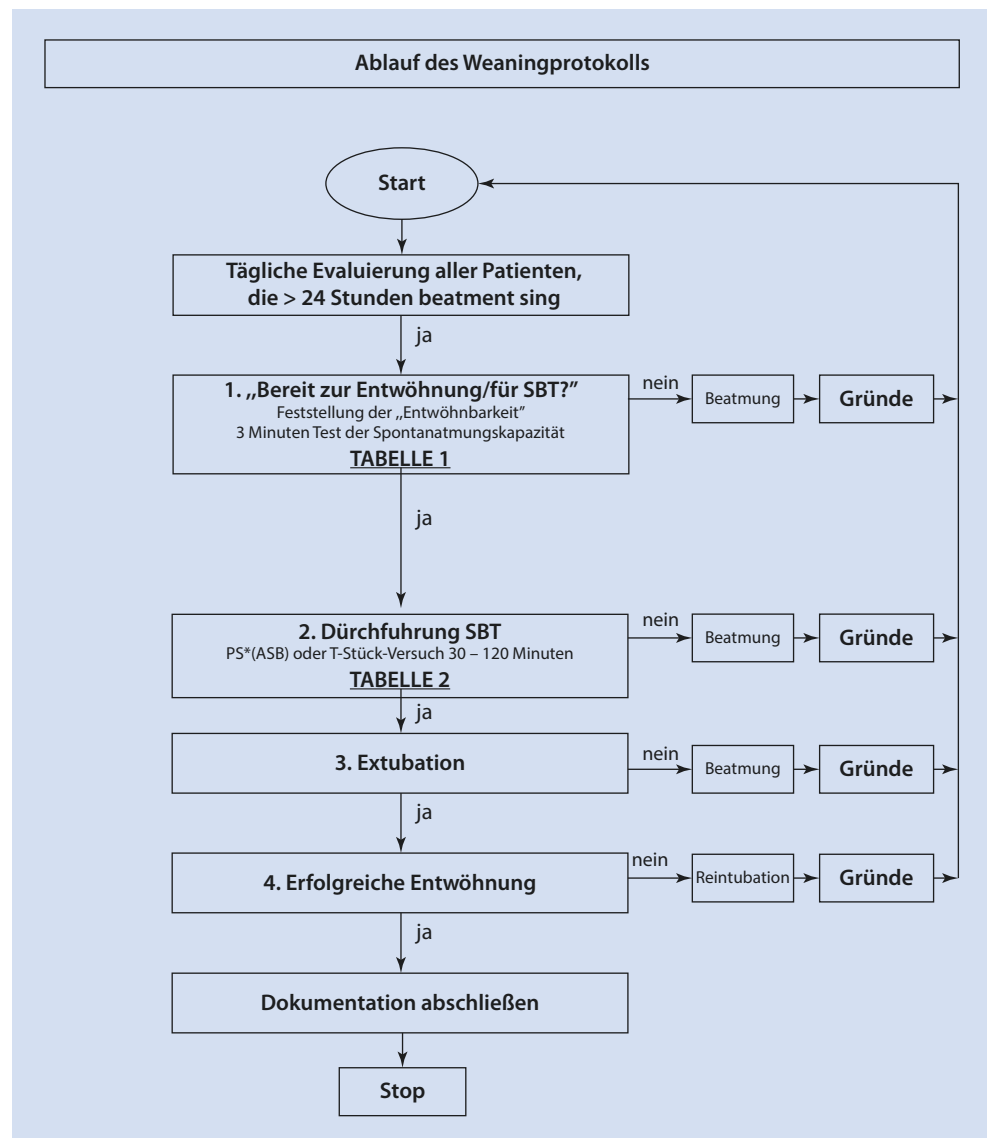 Ablauf des Weaningprotokolls
Start
Tägliche Evaluierung aller Patienten,
die > 24 Stunden beatment sing
ja
1. „Bereit zur Entwöhnung/für SBT?”
Feststellung der „Entwöhnbarkeit”
3 Minuten Test der Spontanatmungskapazität
TABELLE 1
nein
Beatmung
Gründe
ja
2. Dürchfuhrung SBT
PS*(ASB) oder T-Stück-Versuch 30 – 120 Minuten
TABELLE 2
nein
Beatmung
Gründe
ja
3. Extubation
nein
Beatmung
Gründe
ja
4. Erfolgreiche Entwöhnung
nein
Reintubation
Gründe
ja
Dokumentation abschließen
Stop